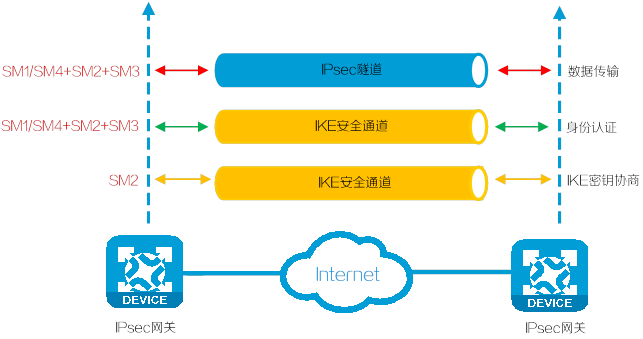 SM1/SM4+SM2+SM3 IPsec隧道 数据传输
SM1/SM4+SM2+SM3 IKE安全通道 身份认证
SM2 IKE安全通道 IKE密钥协商
Internet
DEVICE DEVICE
IPsec网关 IPsec网关